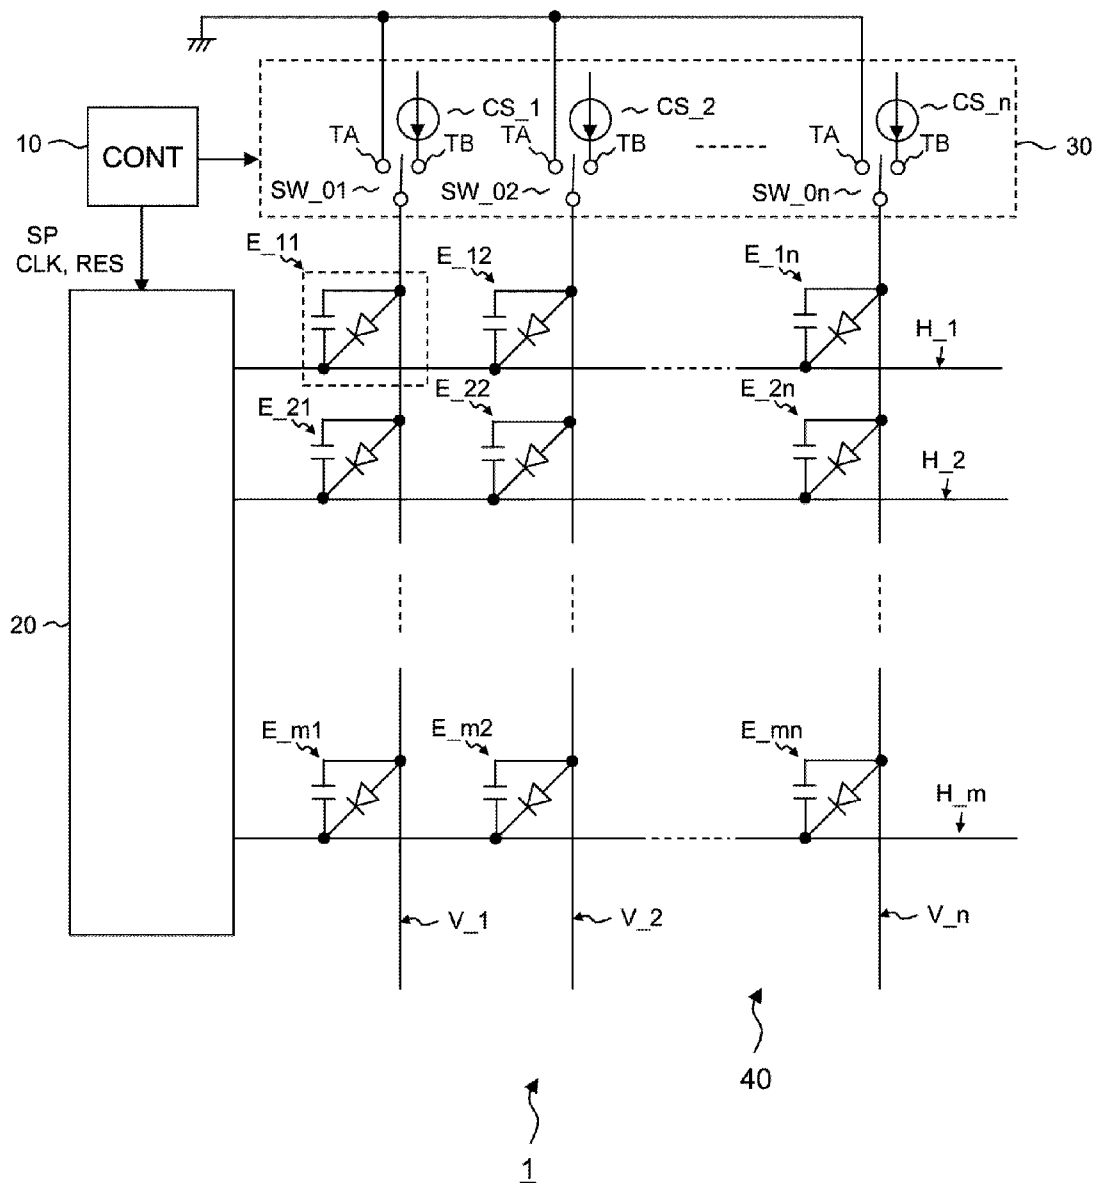 CS_1
CS_2
CS_n
10
CONT
TA
TB
TA
TB
TA
TB
30
SW_01
SW_02
SW_0n
SP
CLK, RES
E_11
E_12
E_1n
H_1
E_21
E_22
E_2n
H_2
20
E_m1
E_m2
E_mn
H_m
V_1
V_2
V_n
40
1